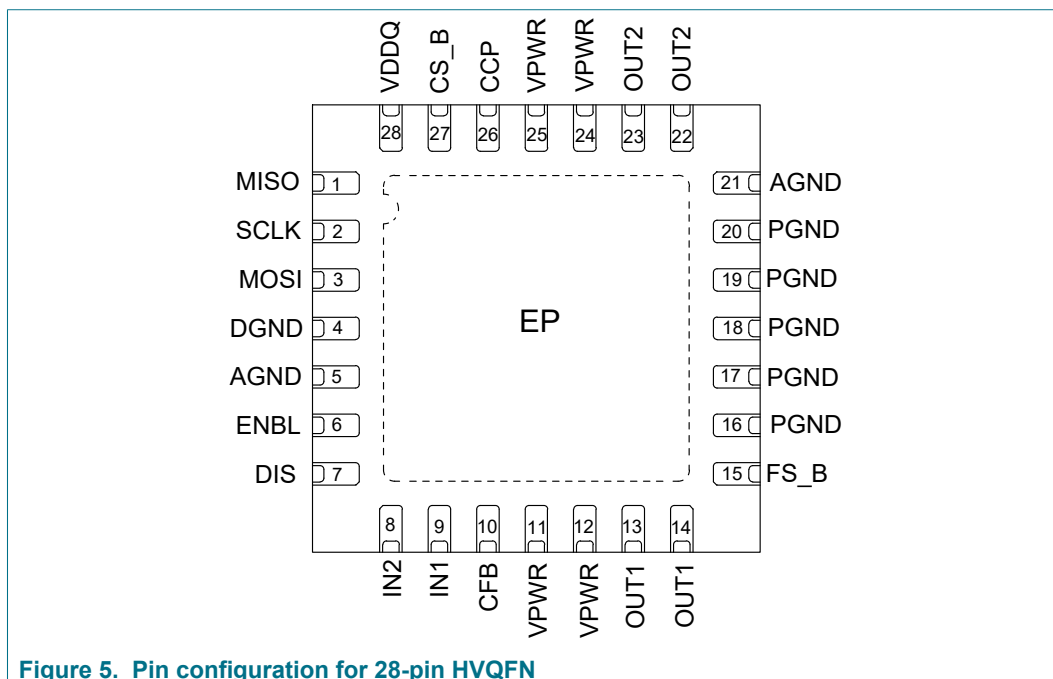 VDDQ
CS_B
CCP
VPWR
VPWR
OUT2
OUT2
28
27
26
25
24
23
22
MISO 1
SCLK 2
MOSI 3
DGND 4
AGND 5
ENBL 6
DIS 7
EP
21 AGND
20 PGND
19 PGND
18 PGND
17 PGND
16 PGND
15 FS_B
8
9
10
11
12
13
14
IN2
IN1
CFB
VPWR
VPWR
OUT1
OUT1
Figure 5. Pin configuration for 28-pin HVQFN